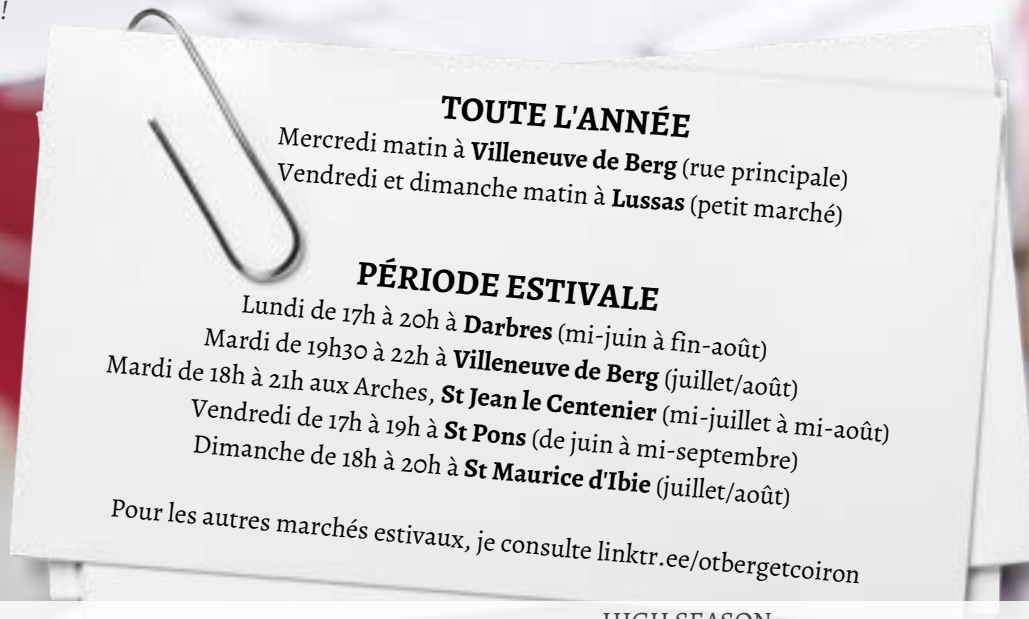 !
TOUTE L'ANNÉE
Mercredi matin à Villeneuve de Berg (rue principale)
Vendredi et dimanche matin à Lussas (petit marché)
PÉRIODE ESTIVALE
Lundi de 17h à 20h à Darbres (mi-juin à fin-août)
Mardi de 19h30 à 22h à Villeneuve de Berg (juillet/août)
Mardi de 18h à 21h aux Arches, St Jean le Centenier (mi-juillet à mi-août)
Vendredi de 17h à 19h à St Pons (de juin à mi-septembre)
Dimanche de 18h à 20h à St Maurice d'Ibie (juillet/août)
Pour les autres marchés estivaux, je consulte linktr.ee/otbergetcoiron
HIGH SEASON